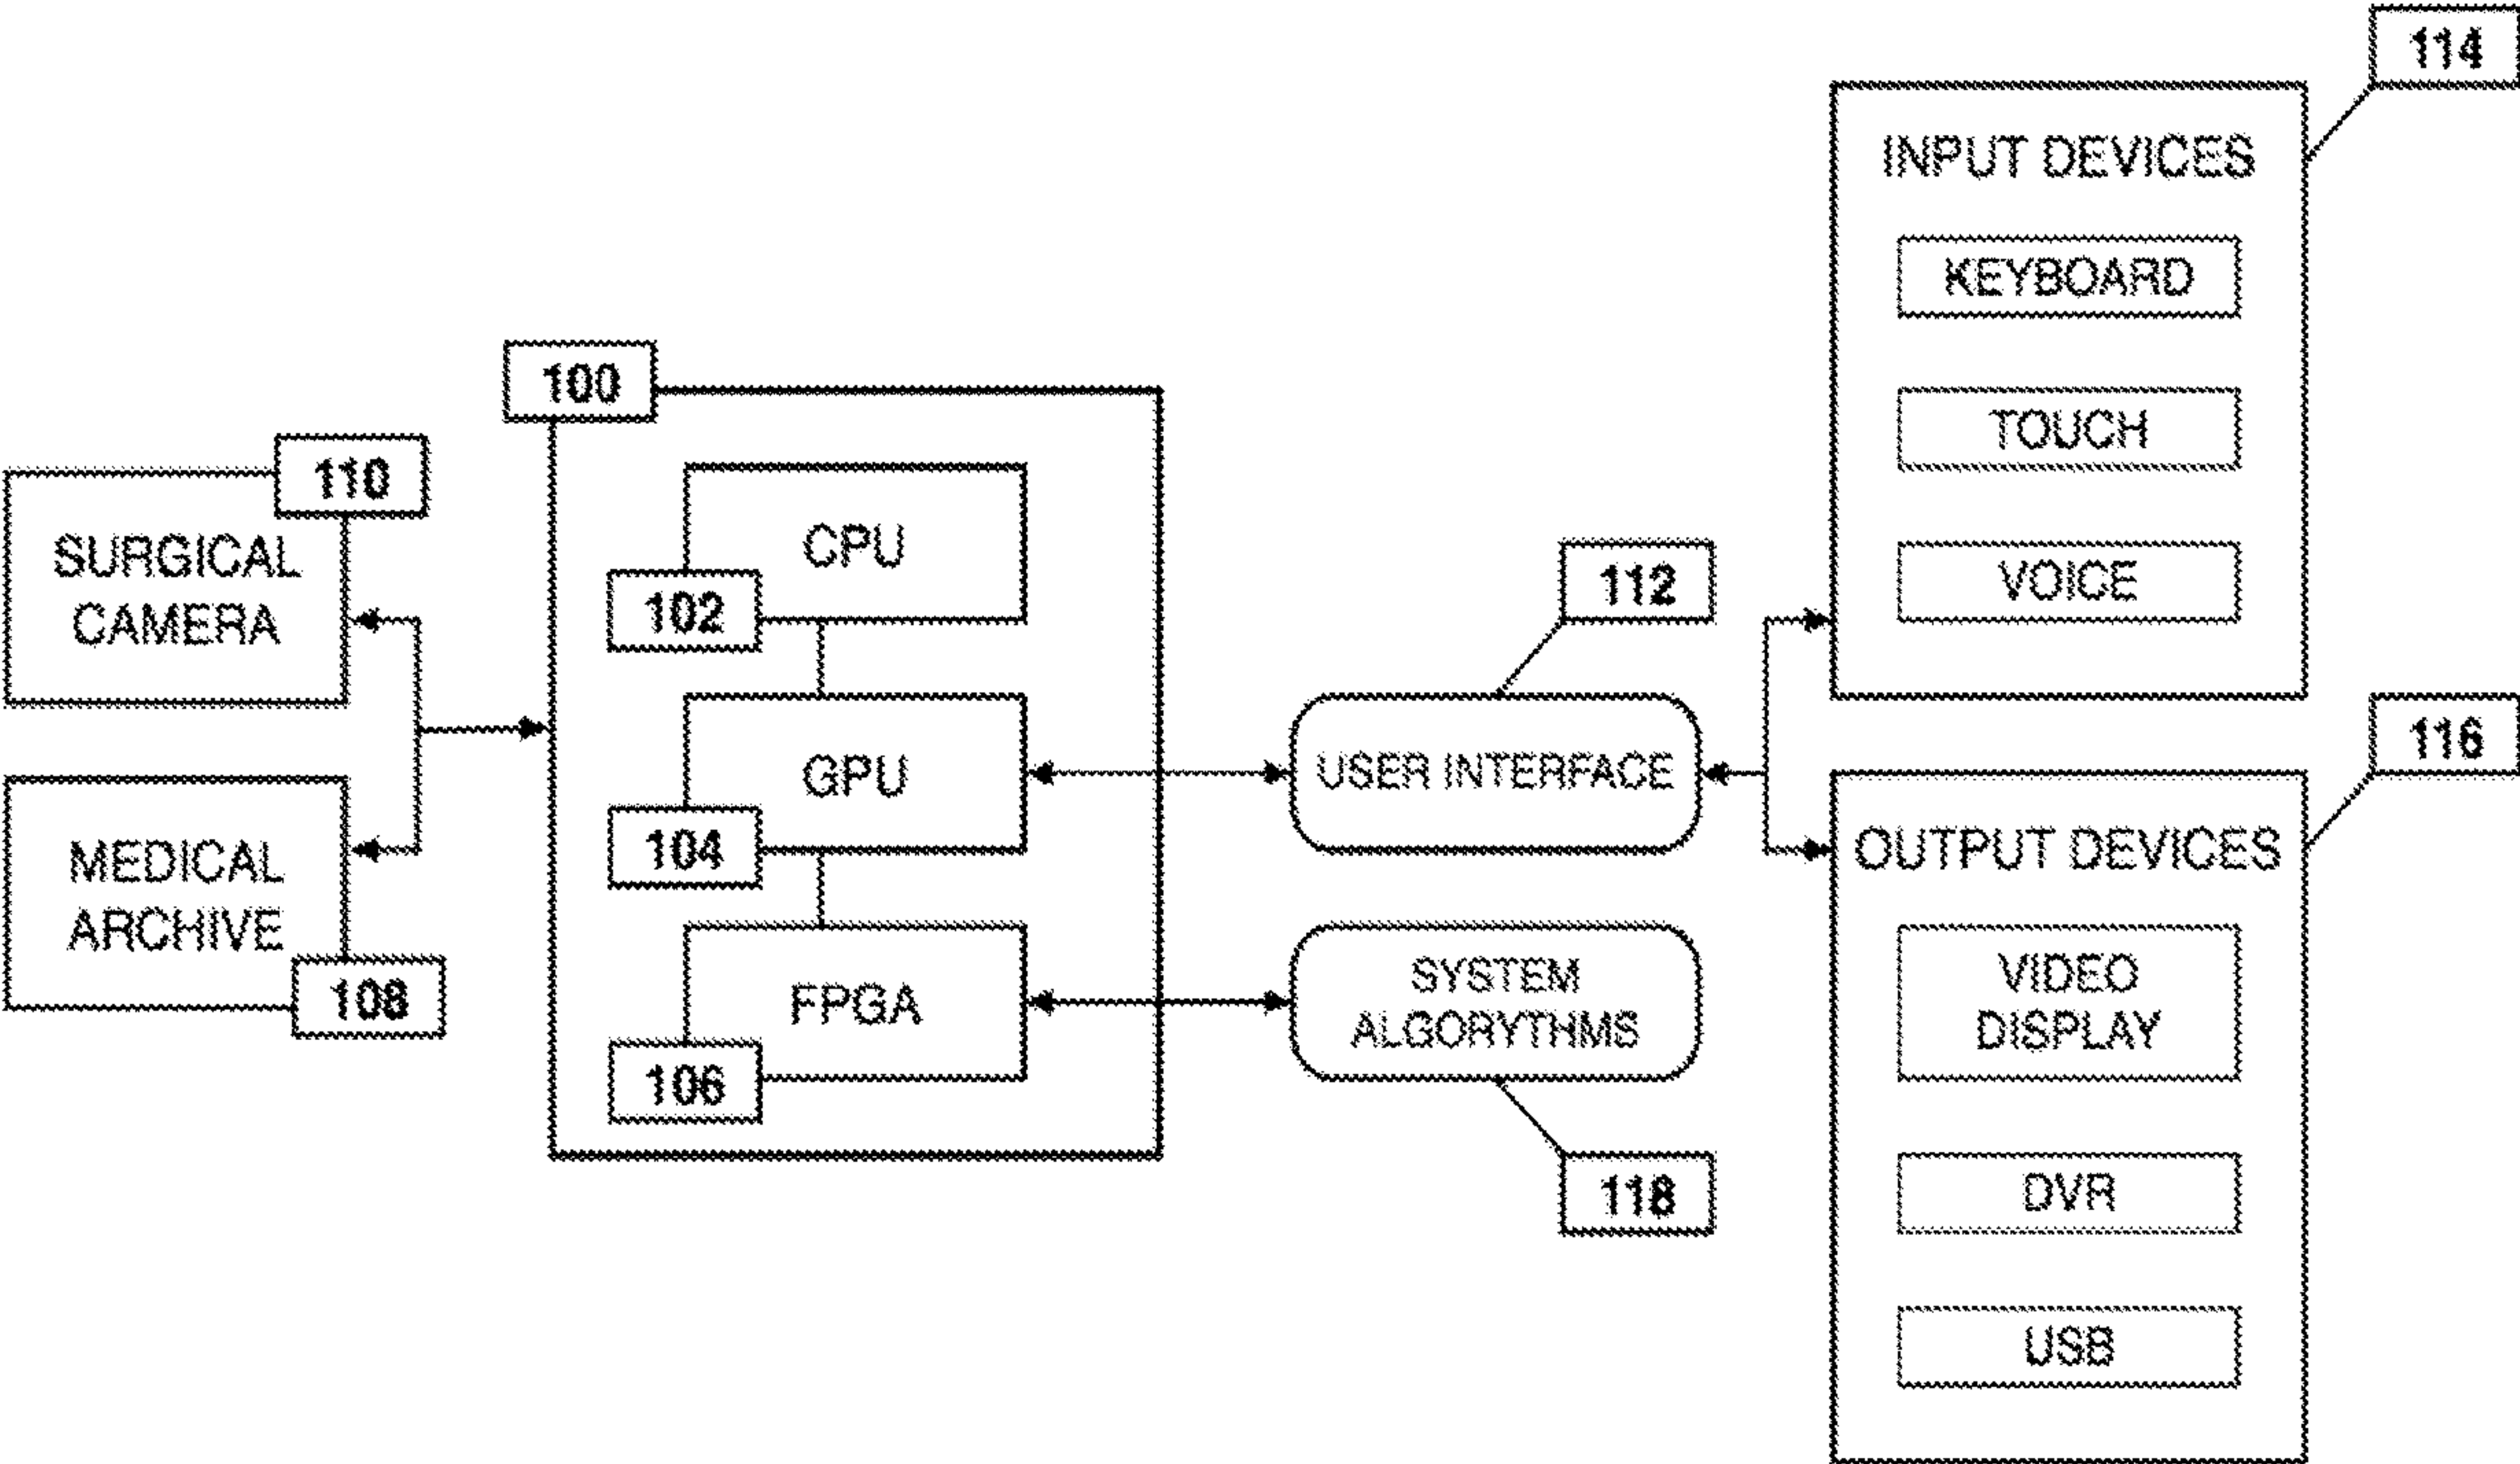 110
SURGICAL
CAMERA
MEDICAL
ARCHIVE
108
100
CPU
102
GPU
104
FPGA
106
112
USER INTERFACE
SYSTEM
ALGORYTHMS
118
114
INPUT DEVICES
KEYBOARD
TOUCH
VOICE
116
OUTPUT DEVICES
VIDEO
DISPLAY
DVR
USB